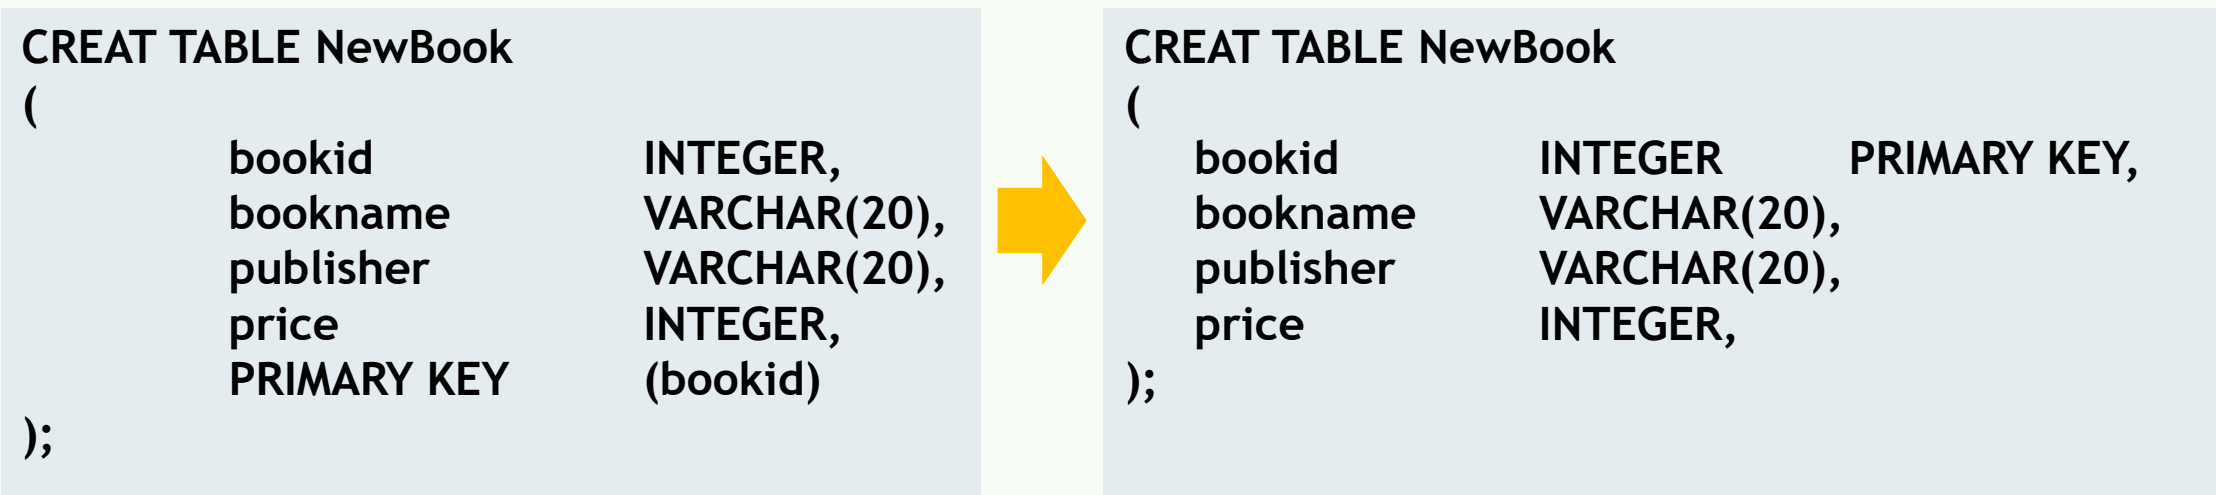 CREAT TABLE NewBook
(
bookid INTEGER,
bookname VARCHAR(20),
publisher VARCHAR(20),
price INTEGER,
PRIMARY KEY (bookid)
);
CREAT TABLE NewBook
(
bookid INTEGER PRIMARY KEY,
bookname VARCHAR(20),
publisher VARCHAR(20),
price INTEGER,
);